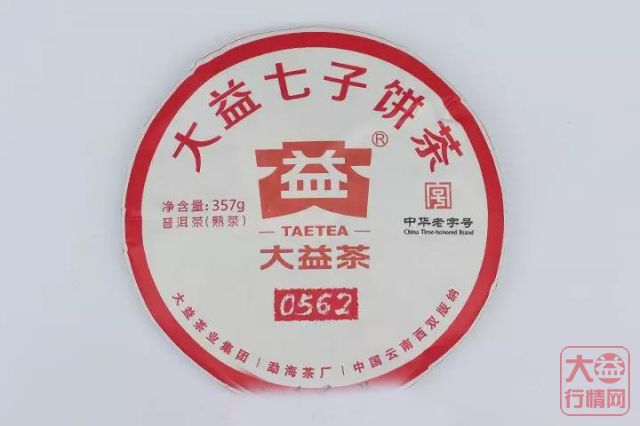 大益七子饼茶
益®
净含量: 357g
普洱茶(熟茶)
TAETEA
大益茶
0562
号
中华老字号
China Time-honored Brand
大益茶业集团 | 勐海茶厂 | 中国云南西双版纳
大益
行情网